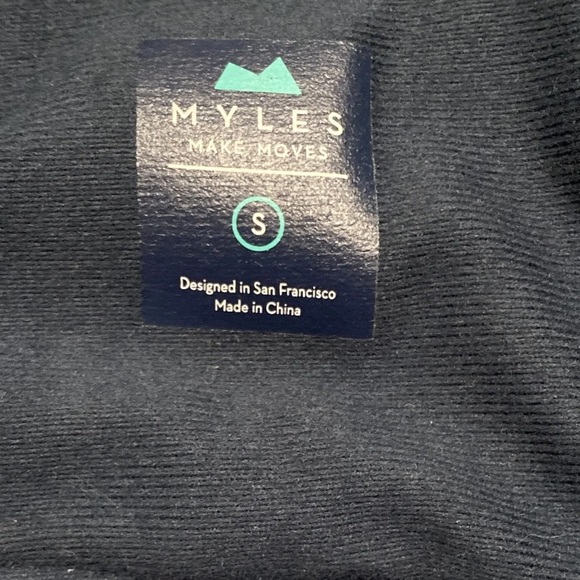 MYLES
MAKE MOVES
S
Designed in San Francisco
Made in China